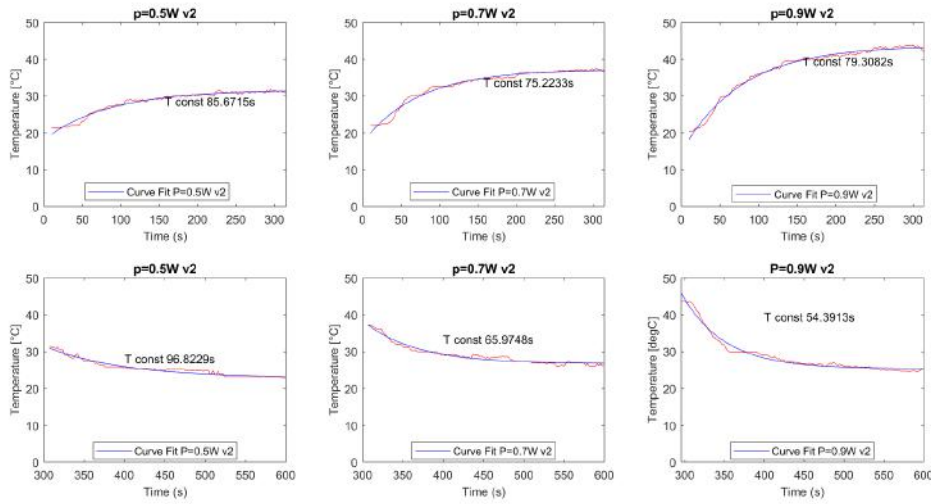 p=0.5W v2
50
40
30
20
10
0
Temperature [°C]
T const 85.6715s
Curve Fit P=0.5W v2
0 50 100 150 200 250 300
Time (s)
p=0.7W v2
50
40
30
20
10
0
Temperature [°C]
T const 75.2233s
Curve Fit P=0.7W v2
0 50 100 150 200 250 300
Time (s)
p=0.9W v2
50
40
30
20
10
0
Temperature [°C]
T const 79.3082s
Curve Fit P=0.9W v2
0 50 100 150 200 250 300
Time (s)
p=0.5W v2
50
40
30
20
10
0
Temperature [°C]
T const 96.8229s
Curve Fit P=0.5W v2
300 350 400 450 500 550 600
Time (s)
p=0.7W v2
50
40
30
20
10
0
Temperature [°C]
T const 65.9748s
Curve Fit P=0.7W v2
300 350 400 450 500 550 600
Time (s)
P=0.9W v2
50
40
30
20
10
0
Temperature [degC]
T const 54.3913s
Curve Fit P=0.9W v2
300 400 500 600
Time (s)